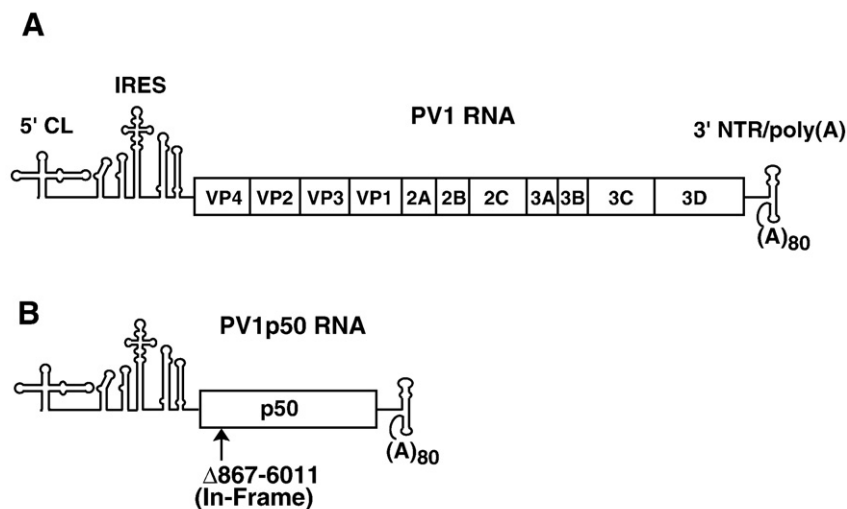 A
IRES
5' CL
PV1 RNA
3' NTR/poly(A)
VP4 VP2 VP3 VP1 2A 2B 2C 3A 3B 3C 3D
(A)80
B
PV1p50 RNA
p50
(A)80
Δ867-6011
(In-Frame)